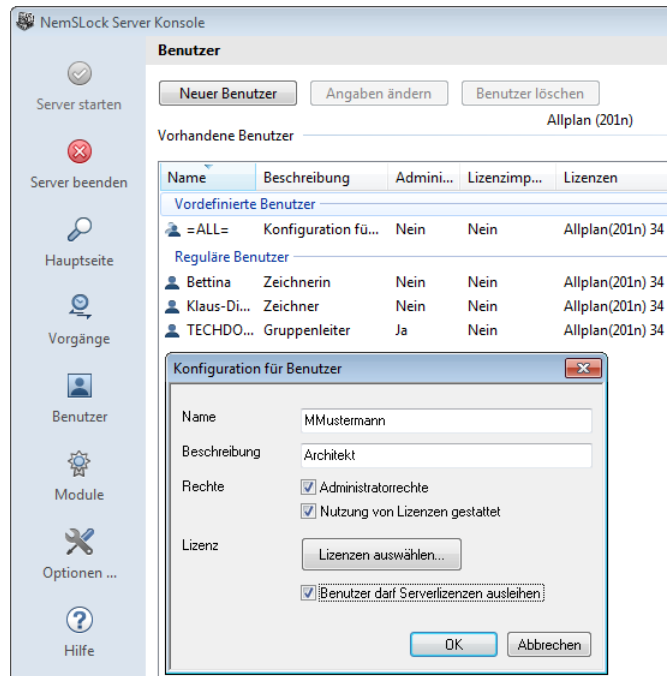 NemSLock Server Konsole
Benutzer
Server starten
Server beenden
Hauptseite
Vorgänge
Benutzer
Module
Optionen ...
Hilfe
Neuer Benutzer Angaben ändern Benutzer löschen
Allplan (201n)
Vorhandene Benutzer
Name Beschreibung Admini... Lizenzimp... Lizenzen
Vordefinierte Benutzer
=ALL= Konfiguration fü... Nein Nein Allplan(201n) 34
Reguläre Benutzer
Bettina Zeichnerin Nein Nein Allplan(201n) 34
Klaus-Di... Zeichner Nein Nein Allplan(201n) 34
TECHDO... Gruppenleiter Ja Nein Allplan(201n) 34
Konfiguration für Benutzer
Name MMustermann
Beschreibung Architekt
Rechte Administratorrechte
Nutzung von Lizenzen gestattet
Lizenz Lizenzen auswählen...
Benutzer darf Serverlizenzen ausleihen
OK Abbrechen